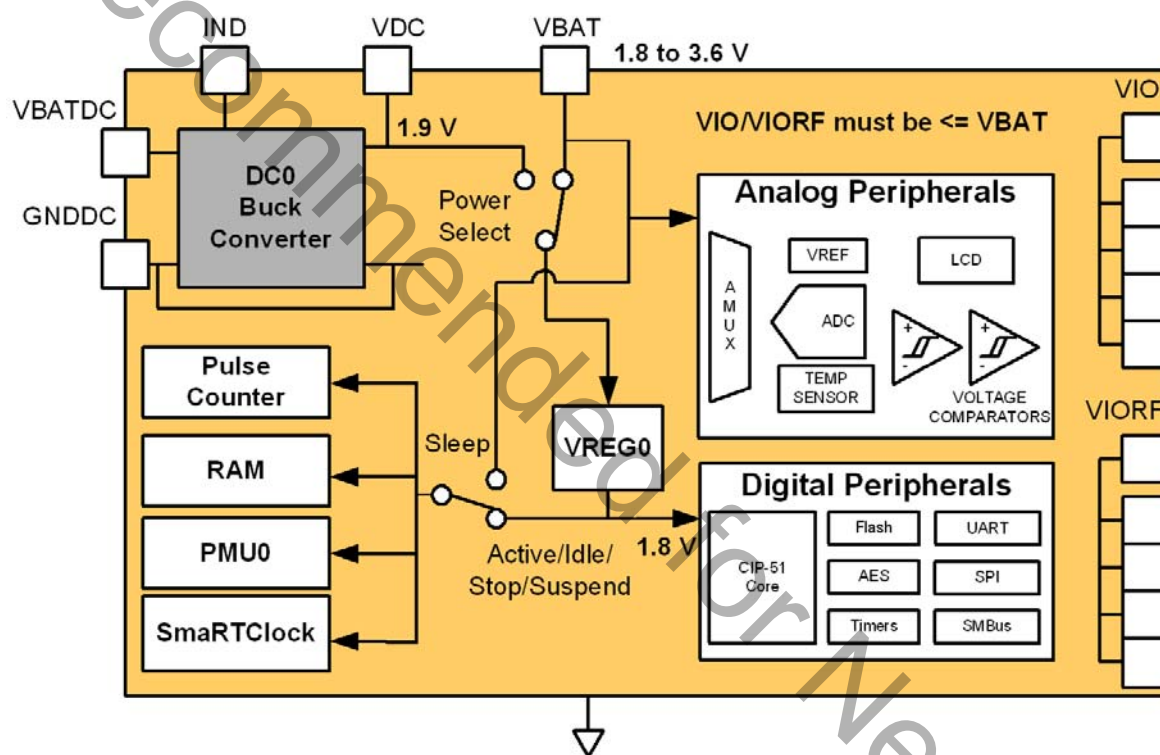 IND
VDC
VBAT
1.8 to 3.6 V
VIO
VBATDC
1.9 V
VIO/VIORF must be <= VBAT
DC0
Buck
Converter
Power
Select
GNDDC
Analog Peripherals
VREF
LCD
A
M
U
X
ADC
TEMP
SENSOR
VOLTAGE
COMPARATORS
Pulse
Counter
Sleep
VREG0
VIORF
RAM
Digital Peripherals
PMU0
Active/Idle/
Stop/Suspend
1.8 V
CIP-51
Core
Flash
UART
AES
SPI
Timers
SMBus
SmaRTClock
ecommended for Ne